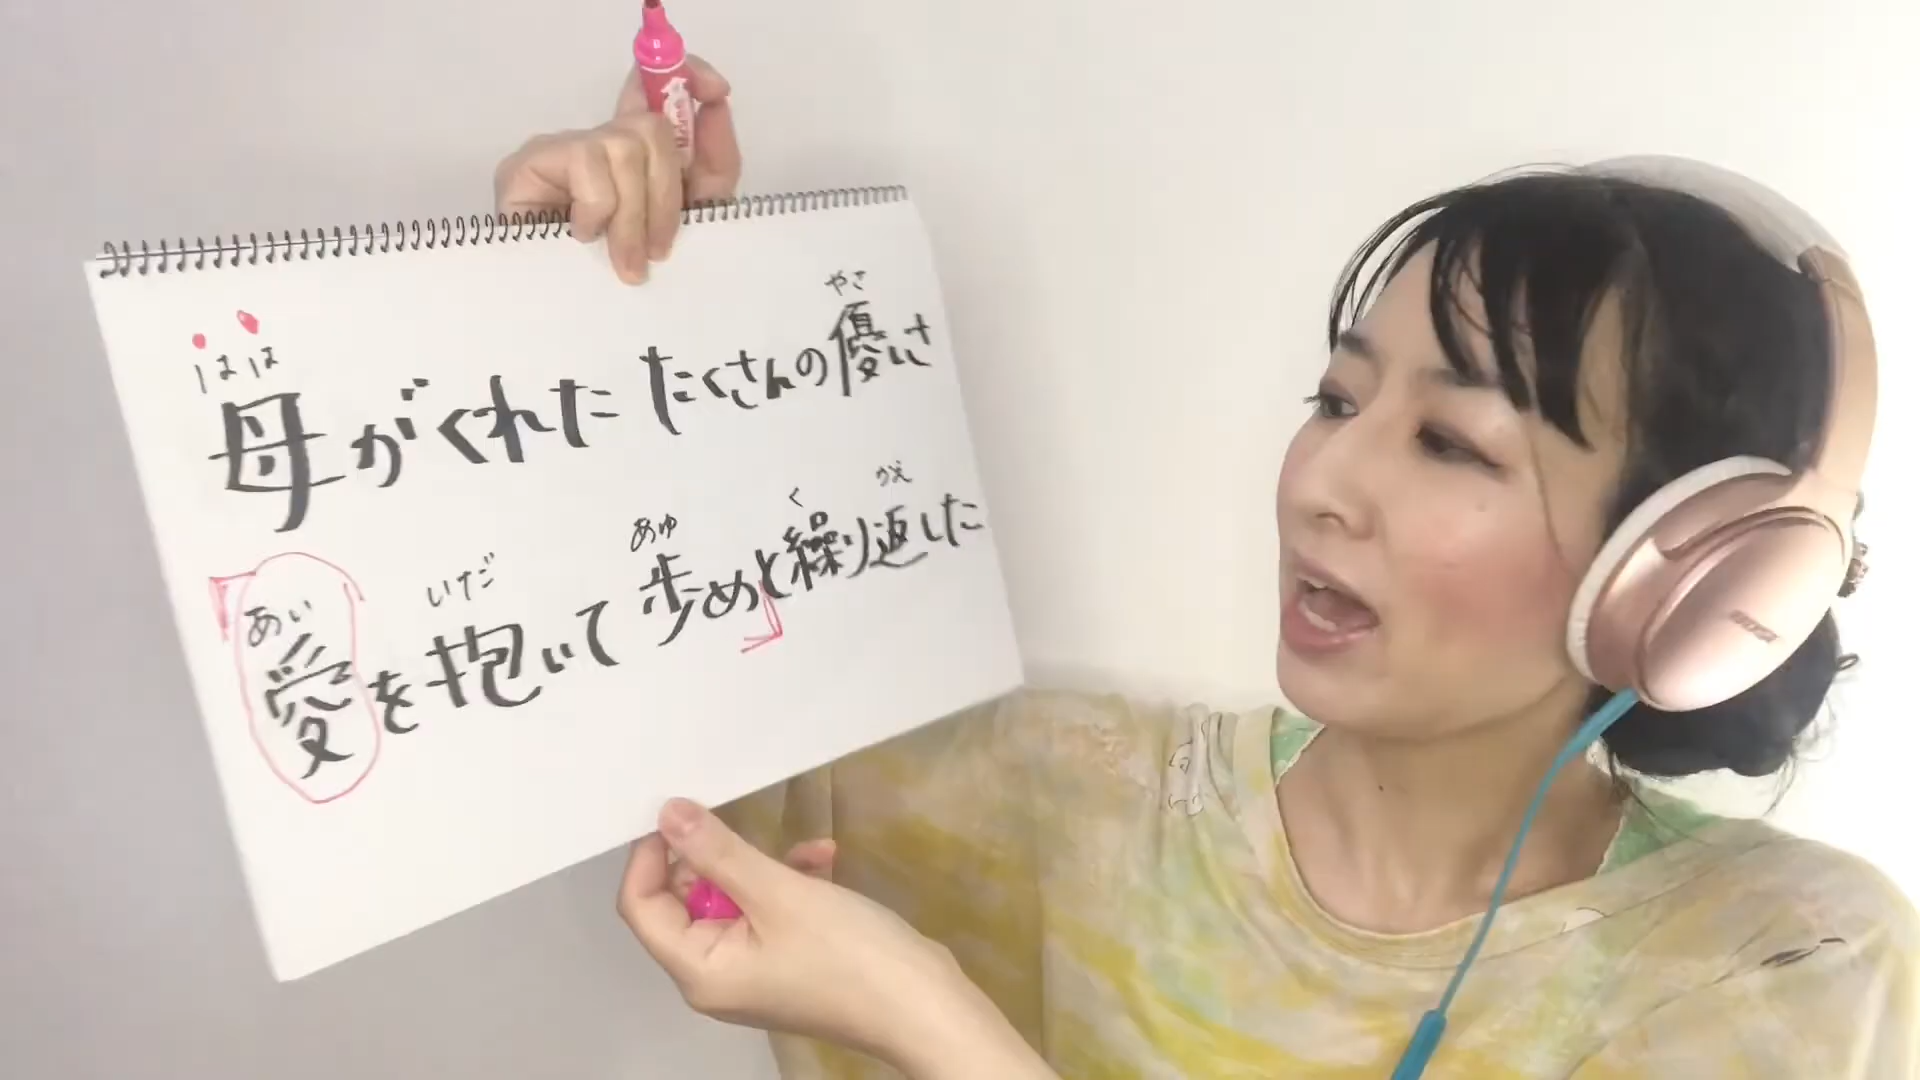 やさ
はは
母がくれたたくさんの優しさ
あい いだ あゆ く かえ
「愛を抱いて歩めと」繰り返した
BOSE